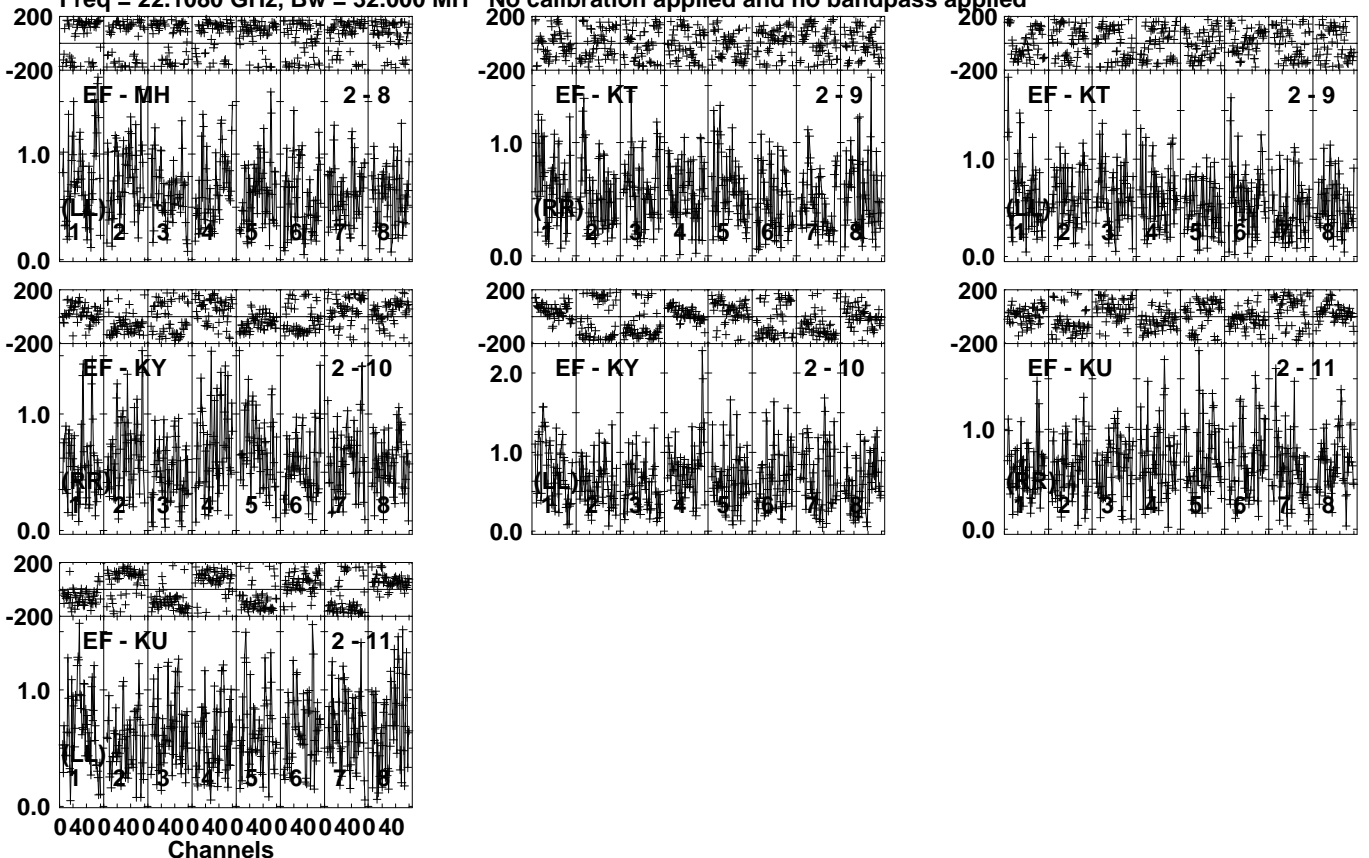 Freq = 22.1080 GHz, Bw = 32.000 MH No calibration applied and no bandpass applied
200
-200
EF - MH 2 - 8
1.0
(LL)
1 2 3 4 5 6 7 8
0.0
200
-200
EF - KT 2 - 9
1.0
(RR)
1 2 3 4 5 6 7 8
0.0
200
-200
EF - KT 2 - 9
1.0
(LL)
1 2 3 4 5 6 7 8
0.0
200
-200
EF - KY 2 - 10
1.0
(RR)
1 2 3 4 5 6 7 8
0.0
200
-200
EF - KY 2 - 10
2.0
1.0
(LL)
1 2 3 4 5 6 7 8
0.0
200
-200
EF - KU 2 - 11
1.0
(RR)
1 2 3 4 5 6 7 8
0.0
200
-200
EF - KU 2 - 11
1.0
(LL)
1 2 3 4 5 6 7 8
0.0
0 40 0 40 0 40 0 40 0 40 0 40 0 40 0 40
Channels